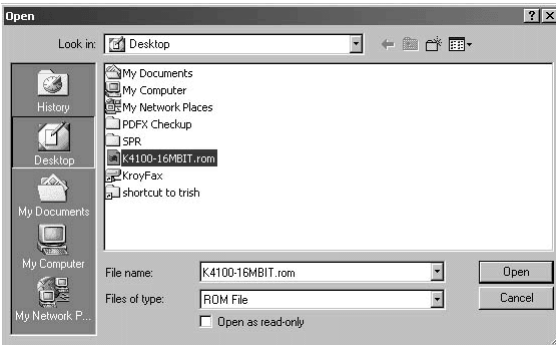 Open
Look in:
Desktop
History
Desktop
My Documents
My Computer
My Network P...
My Documents
My Computer
My Network Places
PDFX Checkup
SPR
K4100-16MBIT.rom
KroyFax
shortcut to trish
File name:
K4100-16MBIT.rom
Open
Files of type:
ROM File
Cancel
Open as read-only